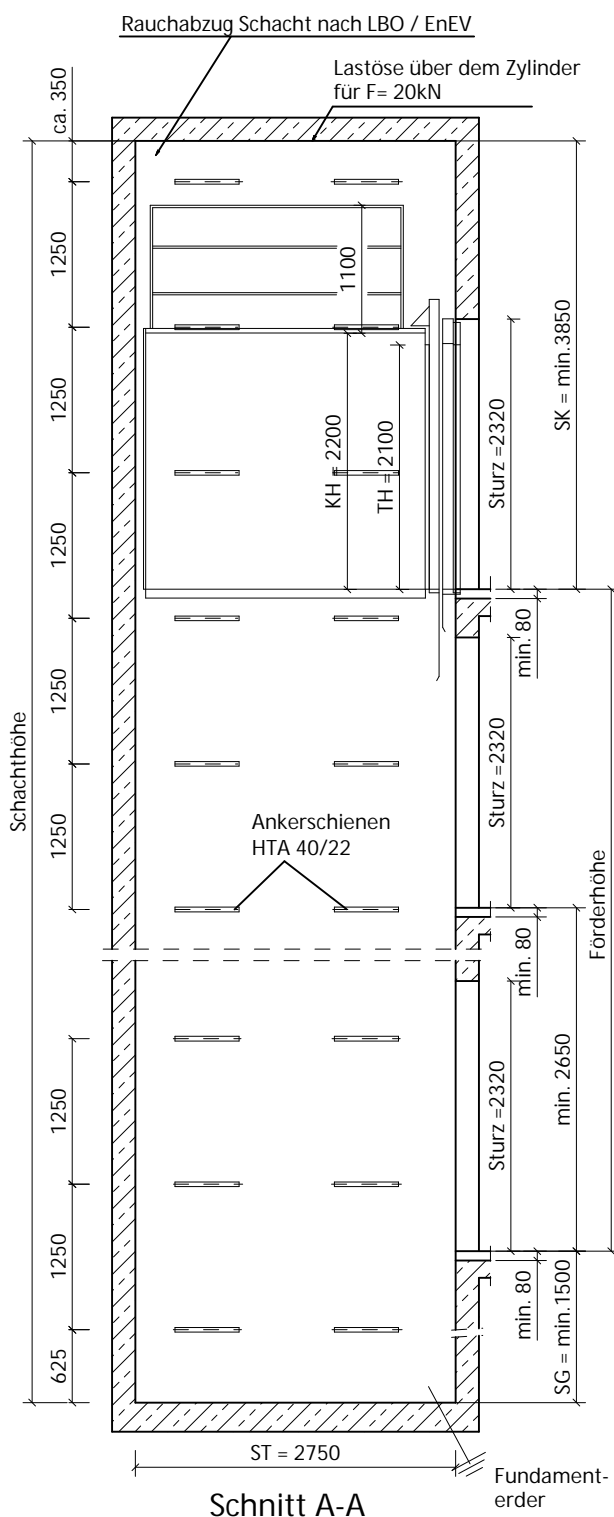 Rauchabzug Schacht nach LBO / EnEV
Lastöse über dem Zylinder
für F= 20kN
ca. 350
1250
1250
1250
1250
1250
1250
1250
625
Schachthöhe
1100
KH = 2200
TH = 2100
Sturz =2320
SK = min.3850
min. 80
Sturz =2320
Ankerschienen
HTA 40/22
min. 80
Förderhöhe
Sturz =2320
min. 2650
min. 80
SG = min.1500
ST = 2750
Fundament-
erder
Schnitt A-A